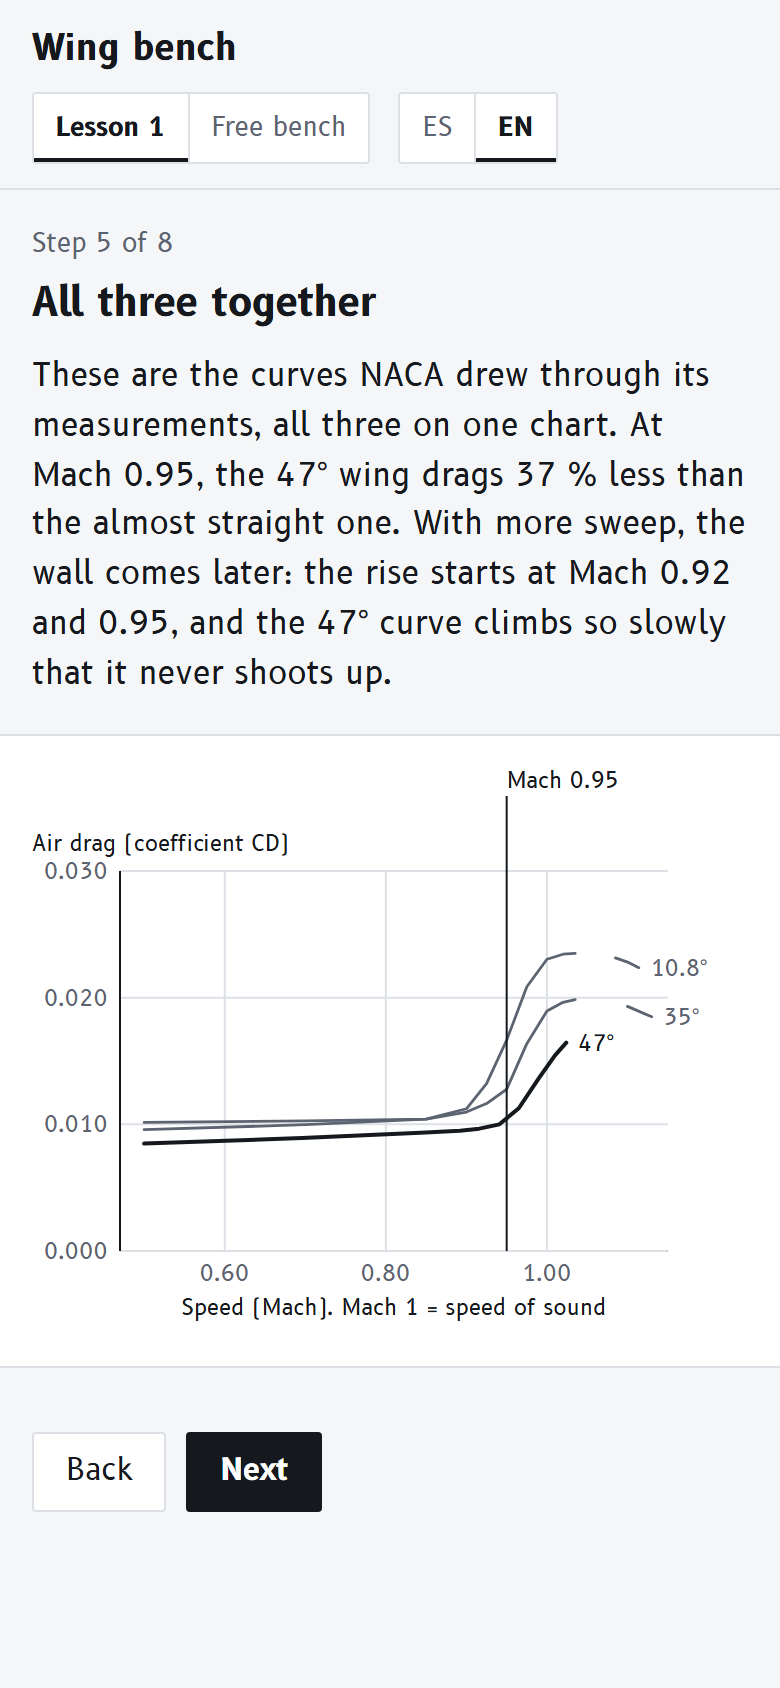 Wing bench
Lesson 1 Free bench ES EN
Step 5 of 8
All three together
These are the curves NACA drew through its
measurements, all three on one chart. At
Mach 0.95, the 47° wing drags 37 % less than
the almost straight one. With more sweep, the
wall comes later: the rise starts at Mach 0.92
and 0.95, and the 47° curve climbs so slowly
that it never shoots up.
Mach 0.95
Air drag (coefficient CD)
0.030
10.8°
0.020
35°
47°
0.010
0.000
0.60 0.80 1.00
Speed (Mach). Mach 1 = speed of sound
Back Next